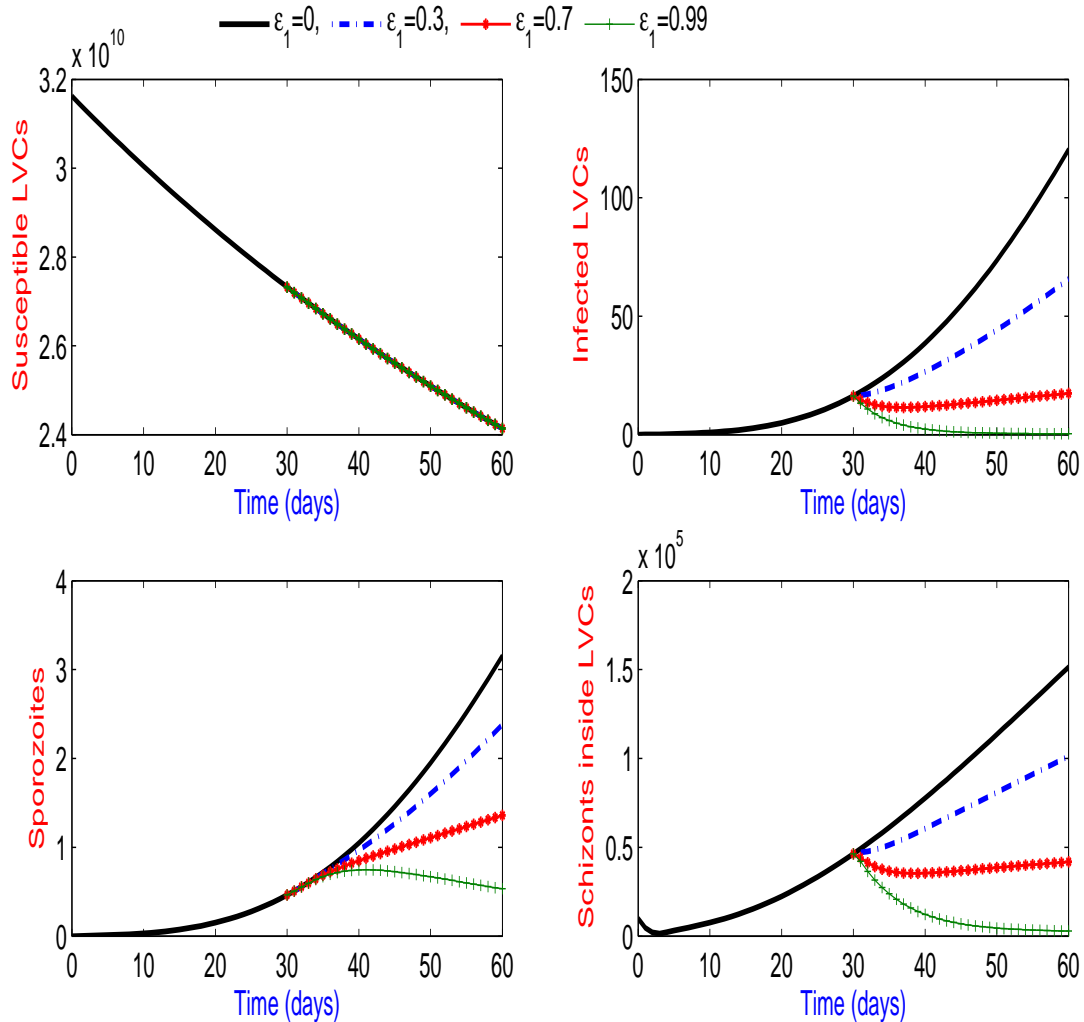 ε1=0, ε1=0.3, ε1=0.7 ε1=0.99
x 10^10
3.2
3
2.8
2.6
2.4
0 10 20 30 40 50 60
Susceptible LVCs
Time (days)
150
100
50
0
0 10 20 30 40 50 60
Infected LVCs
Time (days)
4
3
2
1
0
0 10 20 30 40 50 60
Sporozoites
Time (days)
x 10^5
2
1.5
1
0.5
0
0 10 20 30 40 50 60
Schizonts inside LVCs
Time (days)